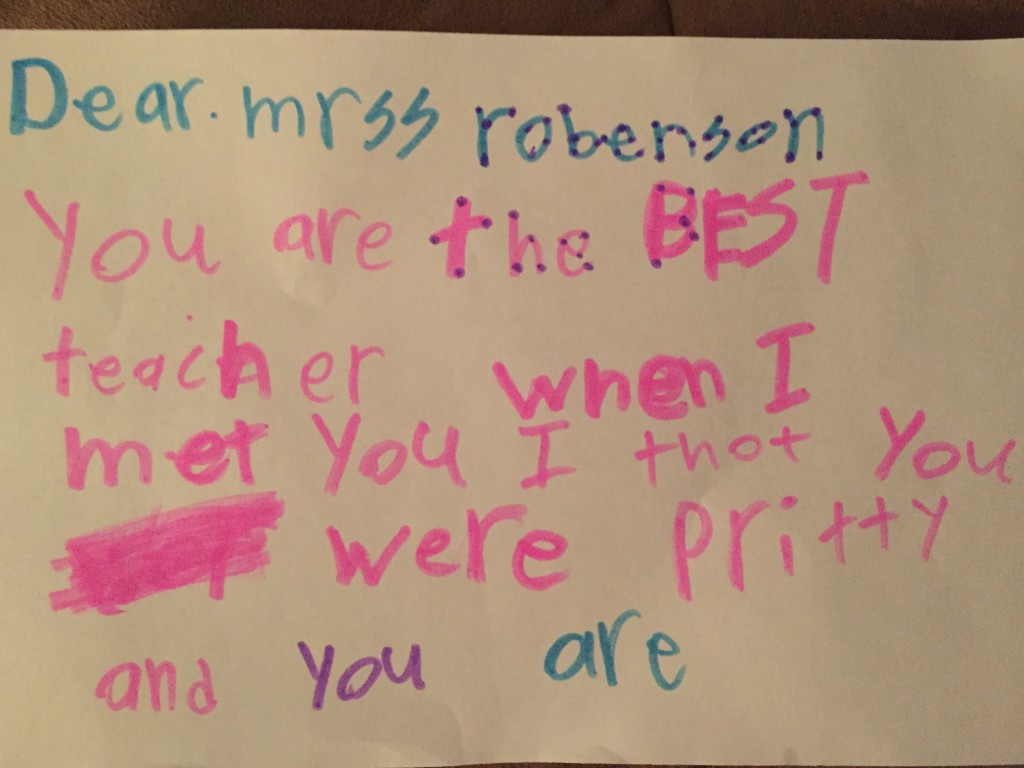 Dear. mrss robenson
You are the BEST
teacher when I
met You I thot You
were pritty
and you are